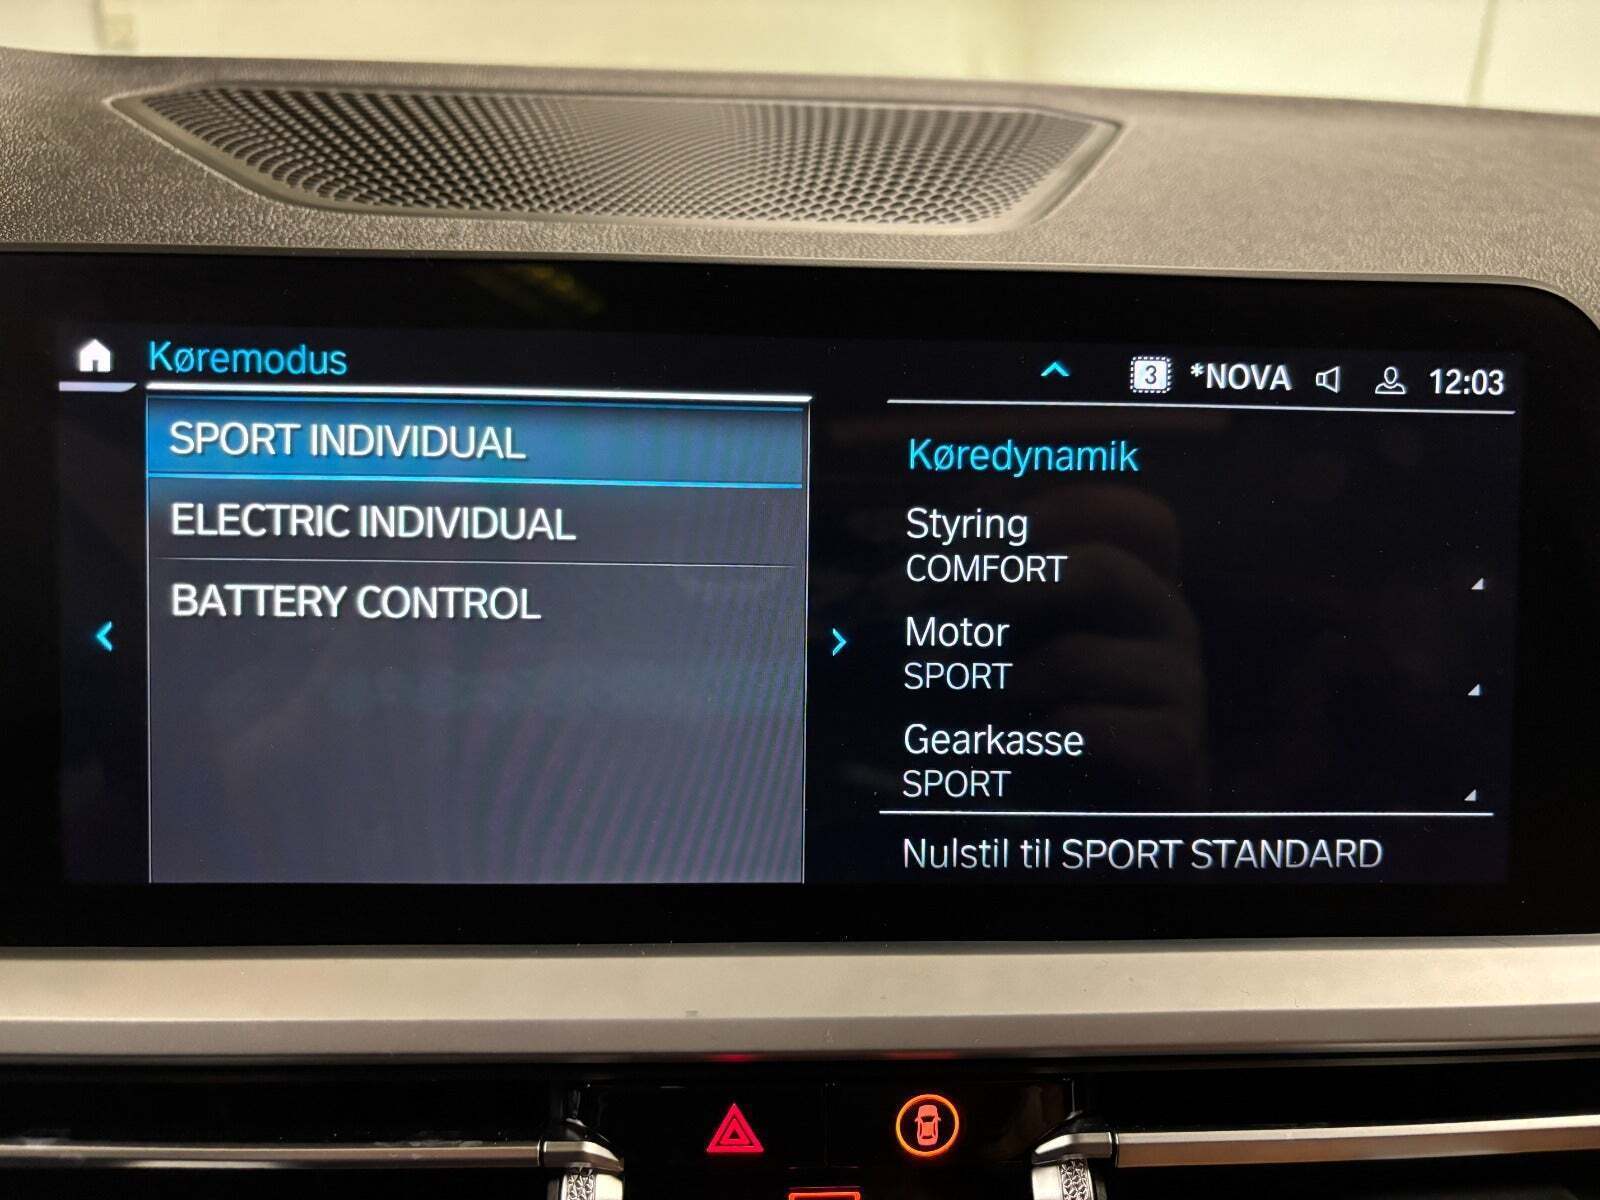 Køremodus
3 *NOVA 12:03
SPORT INDIVIDUAL
ELECTRIC INDIVIDUAL
BATTERY CONTROL
Køredynamik
Styring
COMFORT
Motor
SPORT
Gearkasse
SPORT
Nulstil til SPORT STANDARD